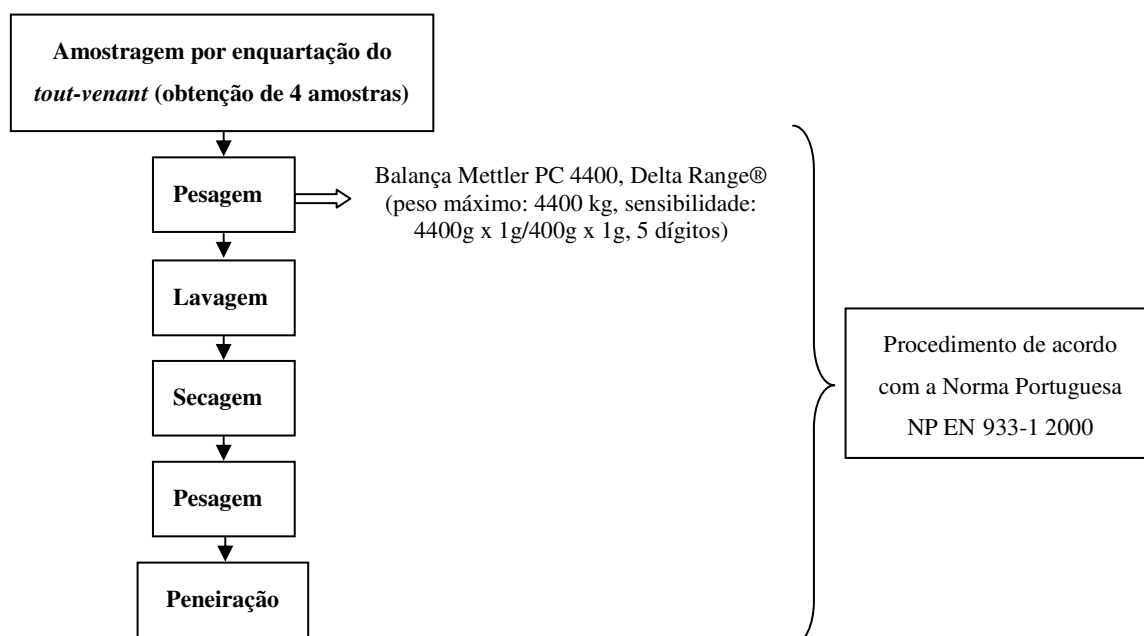 Amostragem por enquartação do
tout-venant (obtenção de 4 amostras)
Pesagem
Balança Mettler PC 4400, Delta Range®
(peso máximo: 4400 kg, sensibilidade:
4400g x 1g/400g x 1g, 5 dígitos)
Lavagem
Secagem
Pesagem
Peneiração
Procedimento de acordo
com a Norma Portuguesa
NP EN 933-1 2000